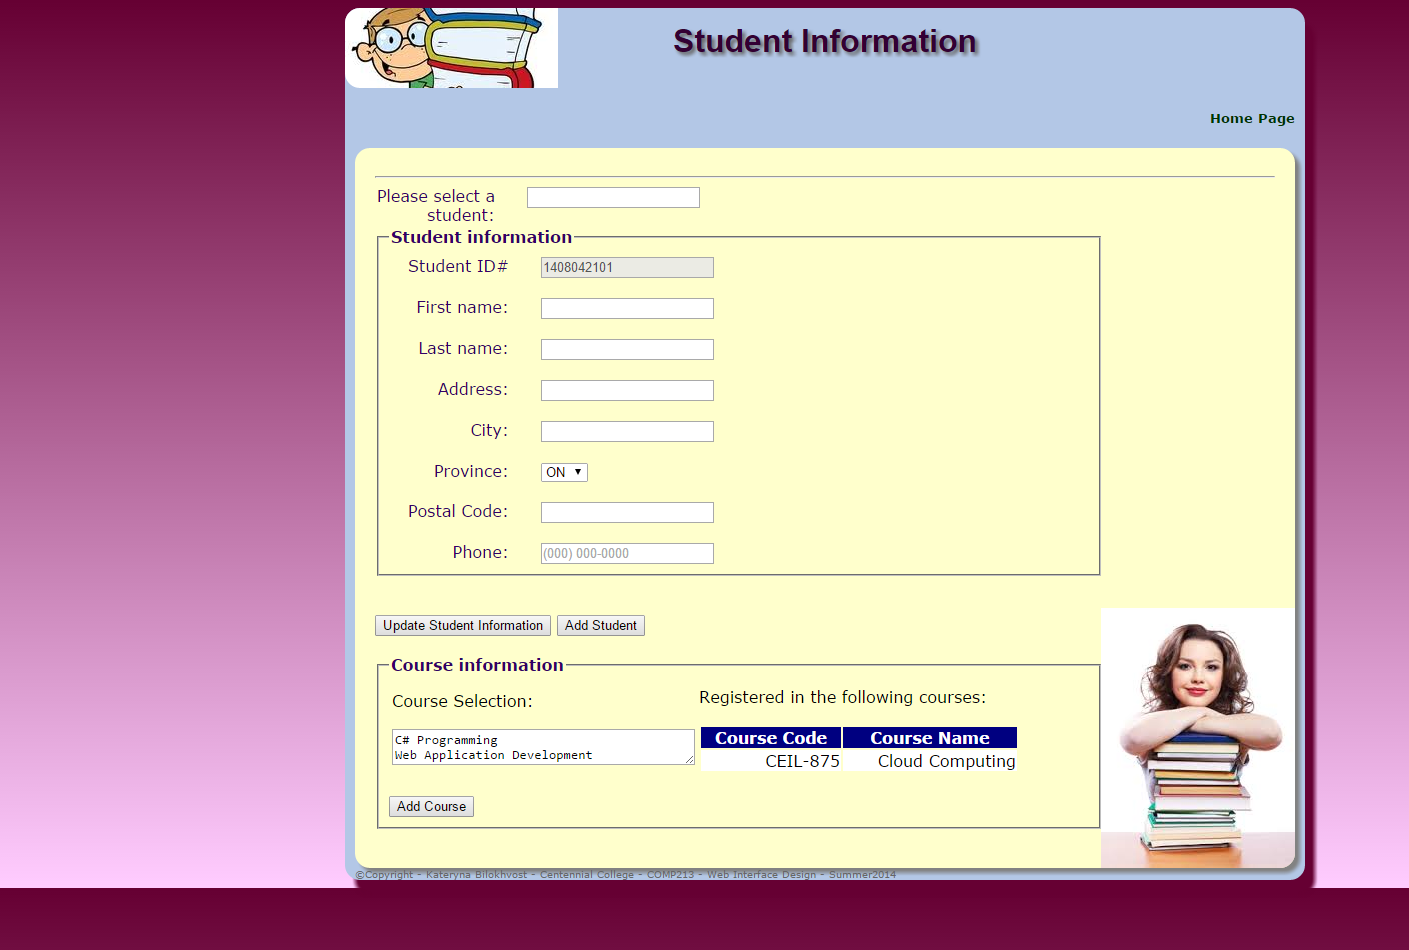 Student Information
Home Page
Please select a
student:
Student information
Student ID# 1408042101
First name:
Last name:
Address:
City:
Province: ON
Postal Code:
Phone: (000) 000-0000
Update Student Information Add Student
Course information
Course Selection:
C# Programming
Web Application Development
Registered in the following courses:
Course Code Course Name
CEIL-875 Cloud Computing
Add Course
©Copyright - Kateryna Bilokhvost - Centennial College - COMP213 - Web Interface Design - Summer2014